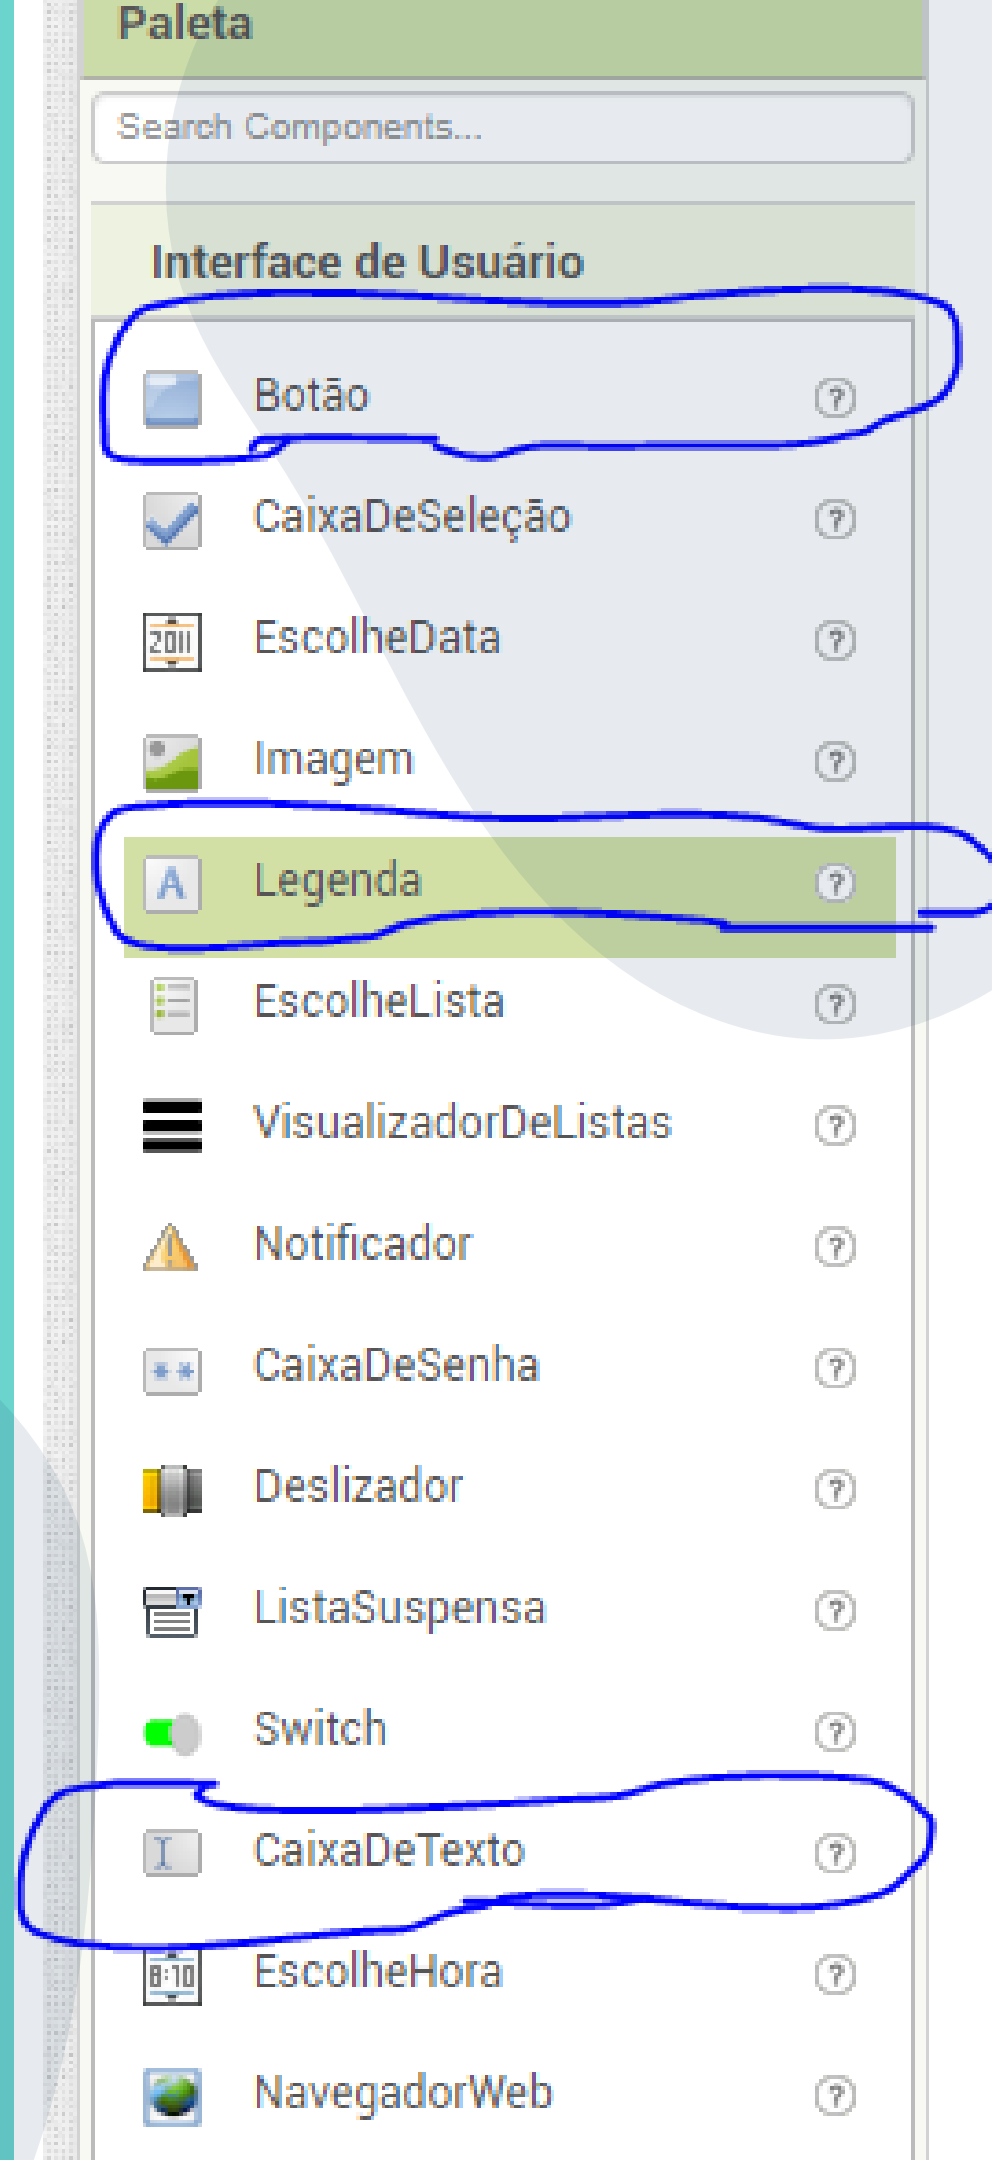 Paleta
Search Components...
Interface de Usuário
Botão ?
CaixaDeSeleção ?
2011 EscolheData ?
Imagem ?
A Legenda ?
EscolheLista ?
VisualizadorDeListas ?
Notificador ?
** CaixaDeSenha ?
Deslizador ?
ListaSuspensa ?
Switch ?
I CaixaDeTexto ?
8:10 EscolheHora ?
NavegadorWeb ?